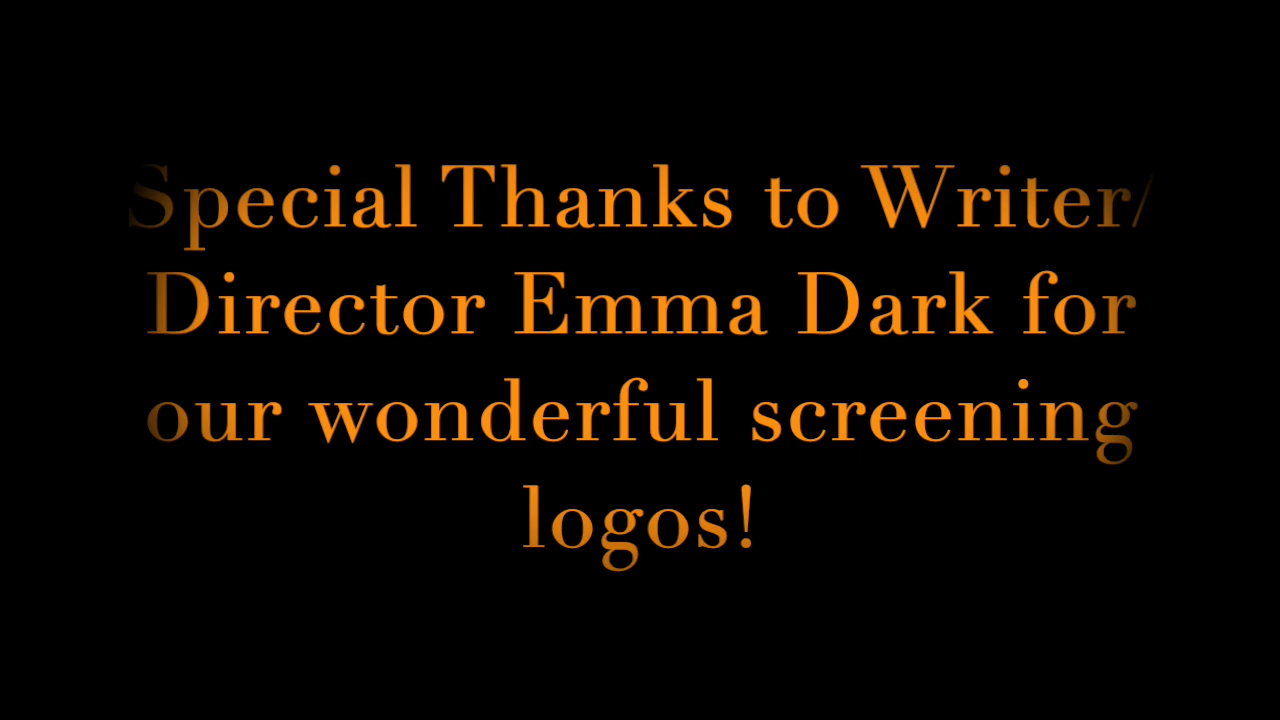 Special Thanks to Writer/
Director Emma Dark for
our wonderful screening
logos!